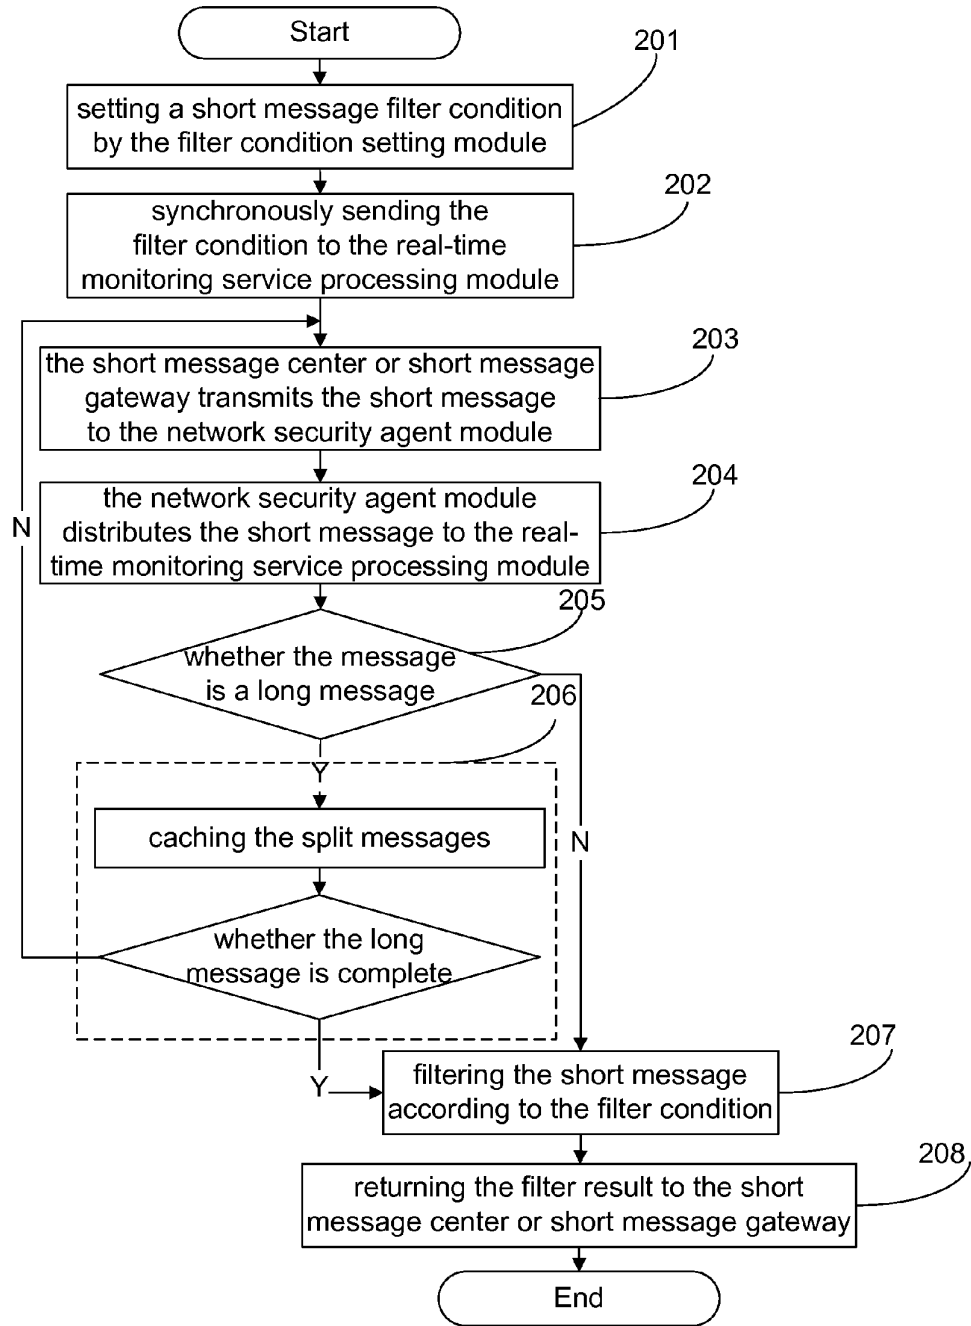 Start
201
setting a short message filter condition
by the filter condition setting module
202
synchronously sending the
filter condition to the real-time
monitoring service processing module
203
the short message center or short message
gateway transmits the short message
to the network security agent module
204
the network security agent module
distributes the short message to the real-
time monitoring service processing module
N
205
whether the message
is a long message
206
Y
caching the split messages
N
whether the long
message is complete
207
Y
filtering the short message
according to the filter condition
208
returning the filter result to the short
message center or short message gateway
End